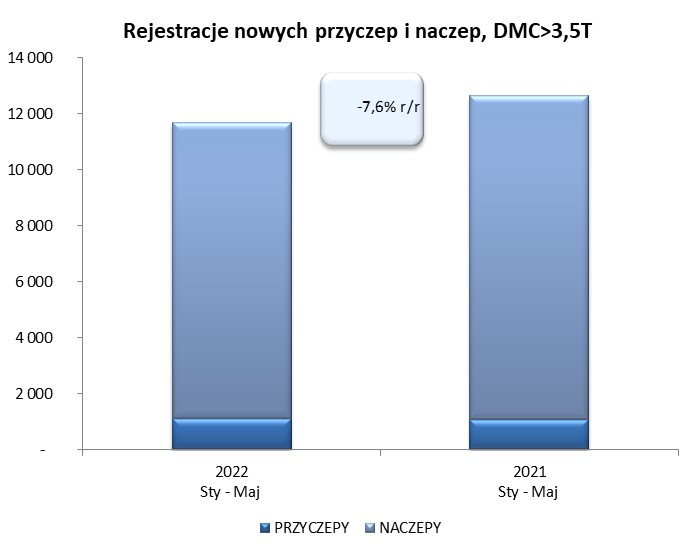 Rejestracje nowych przyczep i naczep, DMC>3,5T
14 000
12 000
10 000
8 000
6 000
4 000
2 000
-
-7,6% r/r
2022
Sty - Maj
2021
Sty - Maj
PRZYCZEPY
NACZEPY